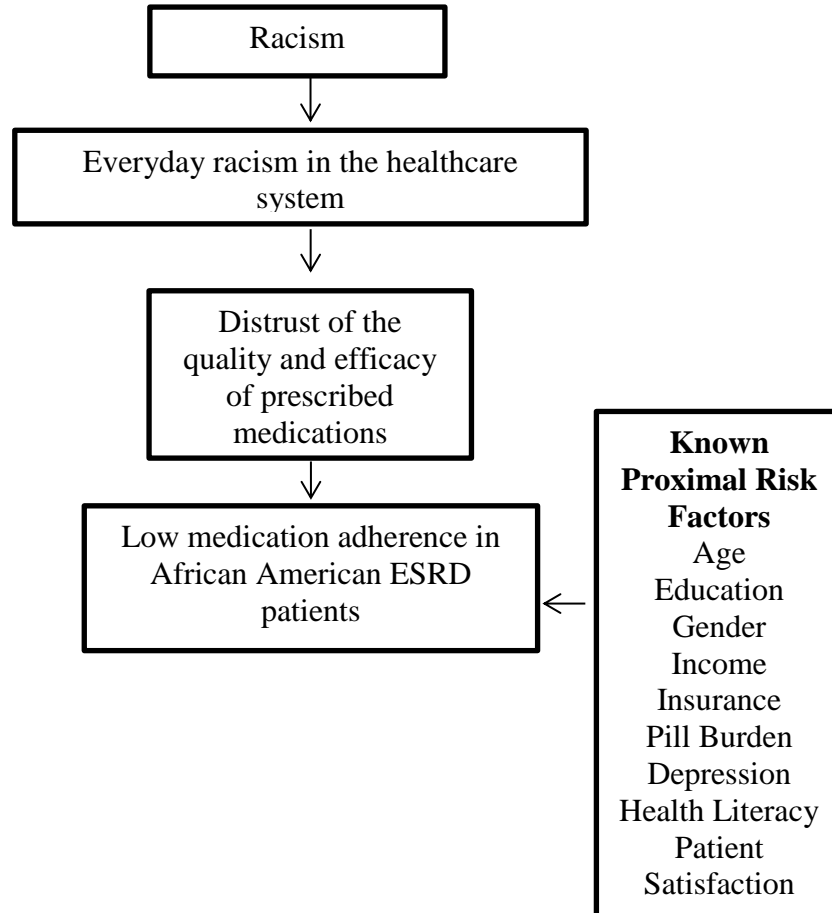 Racism
Everyday racism in the healthcare
system
Distrust of the
quality and efficacy
of prescribed
medications
Low medication adherence in
African American ESRD
patients
Known
Proximal Risk
Factors
Age
Education
Gender
Income
Insurance
Pill Burden
Depression
Health Literacy
Patient
Satisfaction